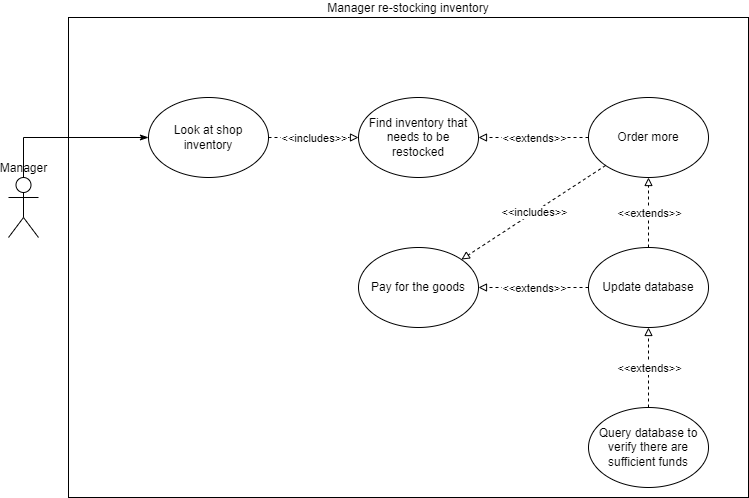 Manager re-stocking inventory
Look at shop
inventory
<<includes>>
Find inventory that
needs to be
restocked
<<extends>>
Order more
Manager
<<includes>>
<<extends>>
Pay for the goods
<<extends>>
Update database
<<extends>>
Query database to
verify there are
sufficient funds